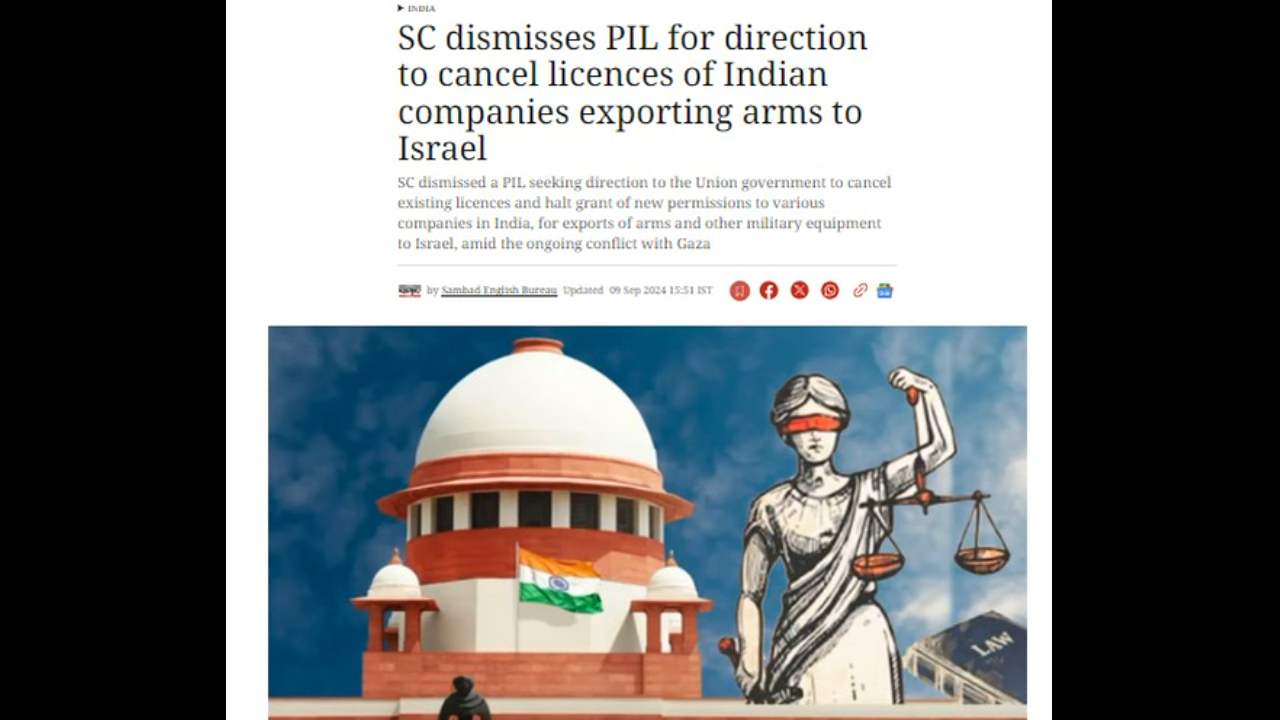 INDIA
SC dismisses PIL for direction
to cancel licences of Indian
companies exporting arms to
Israel
SC dismissed a PIL seeking direction to the Union government to cancel
existing licences and halt grant of new permissions to various
companies in India, for exports of arms and other military equipment
to Israel, amid the ongoing conflict with Gaza
by Sambad English Bureau Updated 09 Sep 2024 15:51 IST
LAW